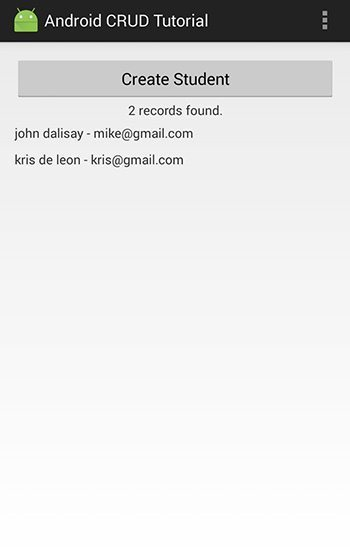 Android CRUD Tutorial
Create Student
2 records found.
john dalisay - mike@gmail.com
kris de leon - kris@gmail.com